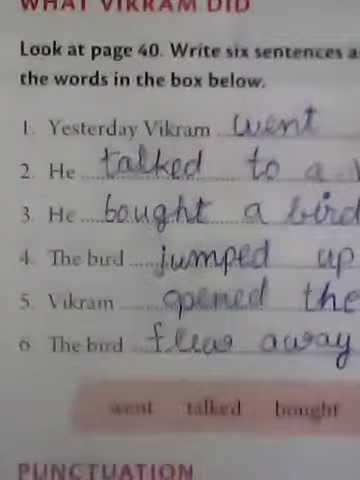 WHAT VIKRAM DID
Look at page 40. Write six sentences a
the words in the box below.
1. Yesterday Vikram went
2. He talked to a
3. He bought a bird
4. The bird jumped up
5. Vikram opened the
6 The bird flew away
went talked bought
PUNCTUATION